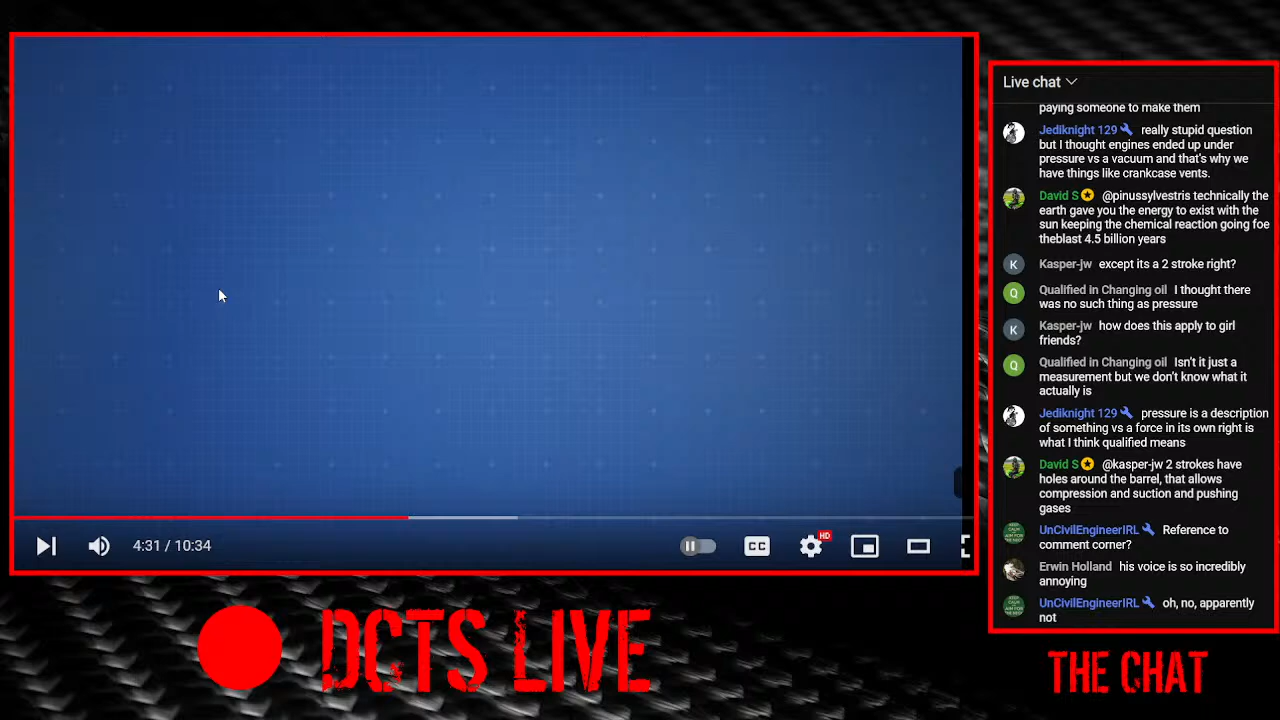 Live chat
paying someone to make them
Jediknight 129 really stupid question
but I thought engines ended up under
pressure vs a vacuum and that's why we
have things like crankcase vents.
David S @pinussylvestris technically the
earth gave you the energy to exist with the
sun keeping the chemical reaction going foe
theblast 4.5 billion years
K Kasper-jw except its a 2 stroke right?
Q Qualified in Changing oil I thought there
was no such thing as pressure
K Kasper-jw how does this apply to girl
friends?
Q Qualified in Changing oil Isn't it just a
measurement but we don't know what it
actually is
Jediknight 129 pressure is a description
of something vs a force in its own right is
what I think qualified means
David S @kasper-jw 2 strokes have
holes around the barrel, that allows
compression and suction and pushing
gases
UnCivilEngineerIRL Reference to
comment corner?
Erwin Holland his voice is so incredibly
annoying
UnCivilEngineerIRL oh, no, apparently
not
4:31 / 10:34
CC
HD
DCTS LIVE
THE CHAT